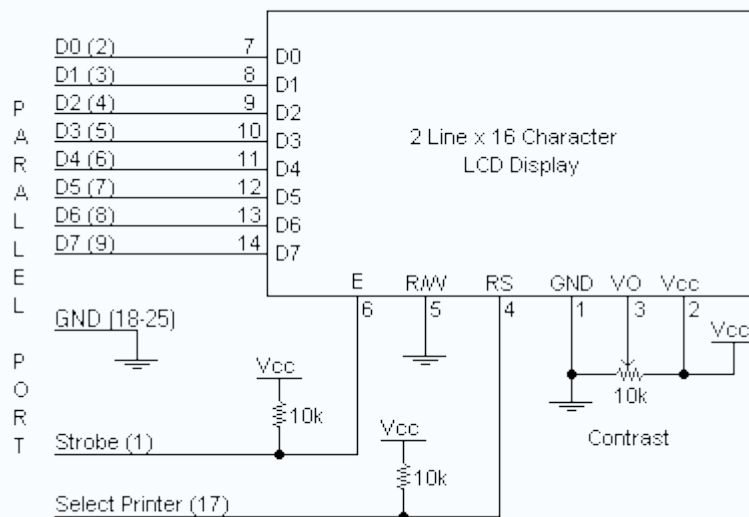 PARALLEL PORT
D0 (2) 7 D0
D1 (3) 8 D1
D2 (4) 9 D2
D3 (5) 10 D3
D4 (6) 11 D4
D5 (7) 12 D5
D6 (8) 13 D6
D7 (9) 14 D7
2 Line x 16 Character
LCD Display
E R/W RS GND VO Vcc
6 5 4 1 3 2
GND (18-25)
Vcc
10k
Contrast
Vcc
10k
Strobe (1)
Vcc
10k
Select Printer (17)